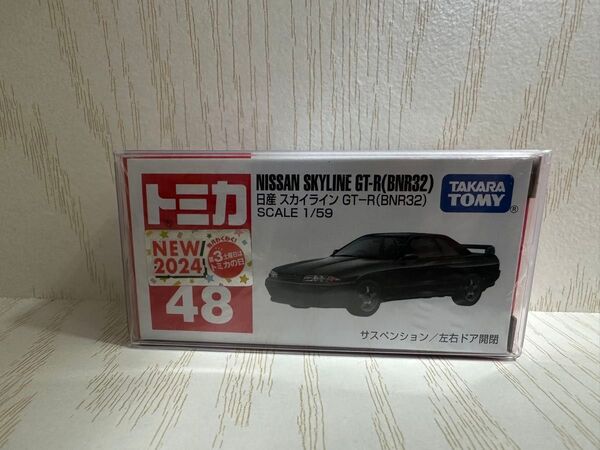 トミカ
NISSAN SKYLINE GT-R(BNR32)
日産 スカイライン GT-R(BNR32)
SCALE 1/59
TAKARA
TOMY®
NEW
2024
第3土曜日は
トミカの日
48
サスペンション/左右ドア開閉